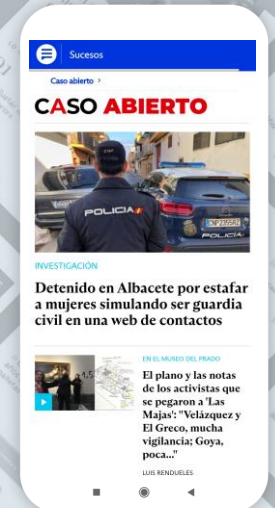 Sucesos
Caso abierto >
CASO ABIERTO
POLICIA
POLICIA
INVESTIGACIÓN
Detenido en Albacete por estafar
a mujeres simulando ser guardia
civil en una web de contactos
EN EL MUSEO DEL PRADO
El plano y las notas
de los activistas que
se pegaron a 'Las
Majas': "Velázquez y
El Greco, mucha
vigilancia; Goya,
poca..."
LUIS RENDUELES